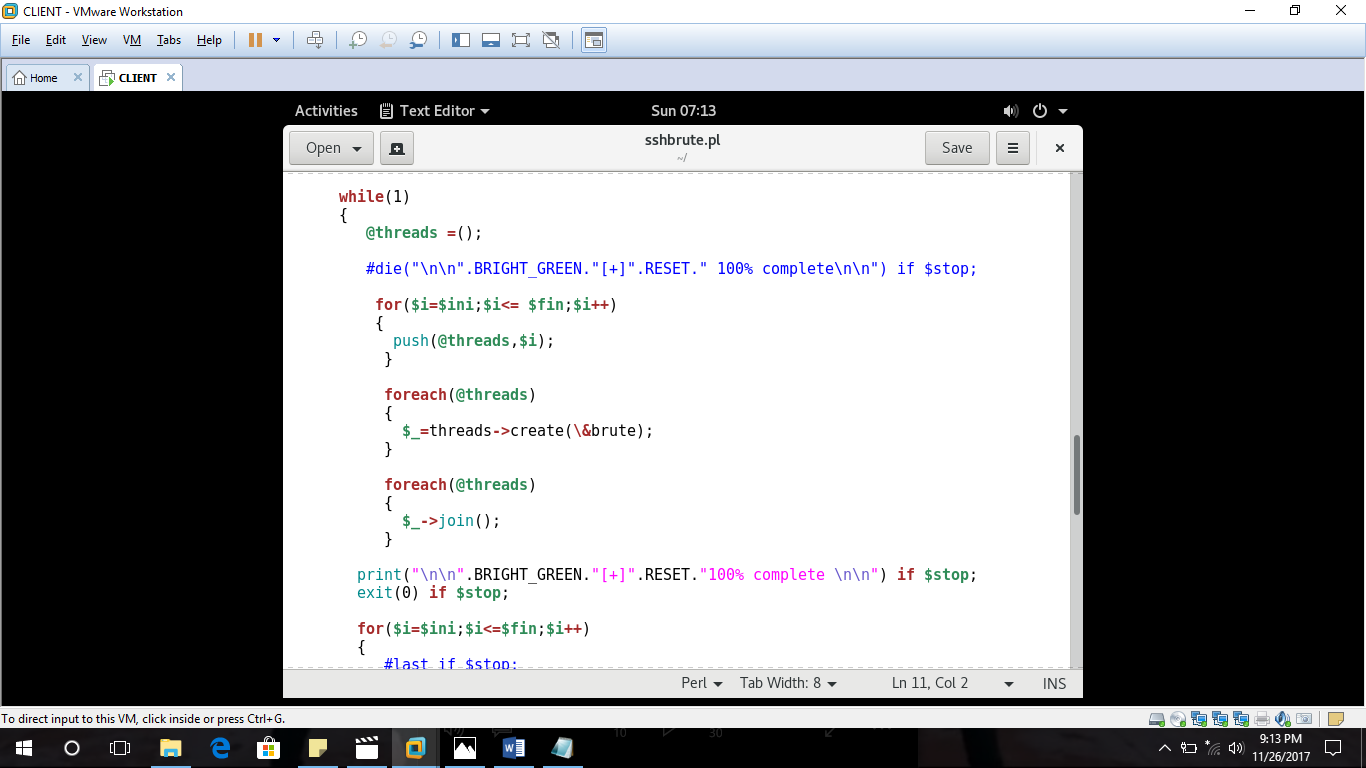 CLIENT - VMware Workstation
File Edit View VM Tabs Help
Home CLIENT
Activities Text Editor Sun 07:13
Open sshbrute.pl Save
~/
while(1)
{
@threads =();
#die("\n\n".BRIGHT_GREEN."[+]".RESET." 100% complete\n\n") if $stop;
for($i=$ini;$i<= $fin;$i++)
{
push(@threads,$i);
}
foreach(@threads)
{
$_=threads->create(\&brute);
}
foreach(@threads)
{
$_->join();
}
print("\n\n".BRIGHT_GREEN."[+]".RESET."100% complete \n\n") if $stop;
exit(0) if $stop;
for($i=$ini;$i<=$fin;$i++)
{
#last if $stop;
Perl Tab Width: 8 Ln 11, Col 2 INS
To direct input to this VM, click inside or press Ctrl+G.
10 30
9:13 PM
11/26/2017